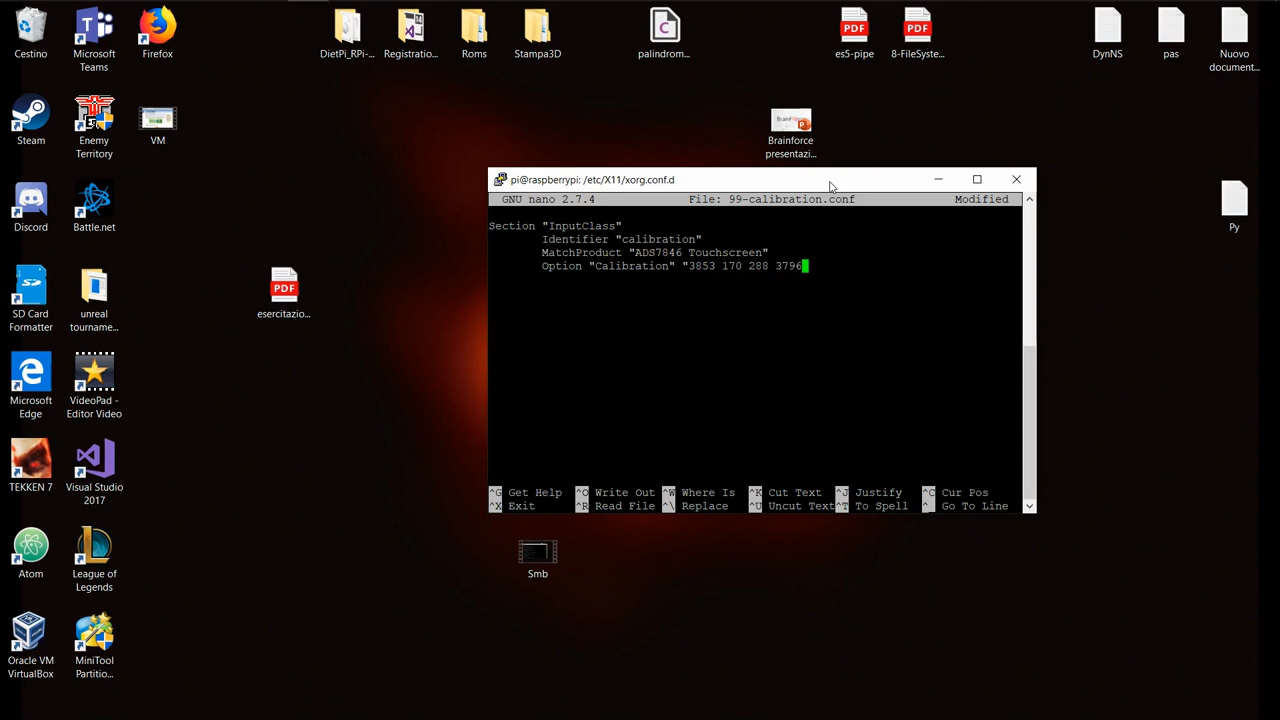 Cestino
Microsoft
Teams
Firefox
DietPi_RPi-...
Registratio...
Roms
Stampa3D
palindrom...
PDF
es5-pipe
PDF
8-FileSyste...
DynNS
pas
Nuovo
document...
Steam
Enemy
Territory
VM
Brainforce
presentazi...
Discord
Battle.net
Py
pi@raspberrypi: /etc/X11/xorg.conf.d
GNU nano 2.7.4 File: 99-calibration.conf Modified
Section "InputClass"
Identifier "calibration"
MatchProduct "ADS7846 Touchscreen"
Option "Calibration" "3853 170 288 3796
^G Get Help ^O Write Out ^W Where Is ^K Cut Text ^J Justify ^C Cur Pos
^X Exit ^R Read File ^\ Replace ^U Uncut Text ^T To Spell ^_ Go To Line
SD Card
Formatter
unreal
tourname...
PDF
esercitazio...
Microsoft
Edge
VideoPad -
Editor Video
TEKKEN 7
Visual Studio
2017
Atom
League of
Legends
Smb
Oracle VM
VirtualBox
MiniTool
Partitio...